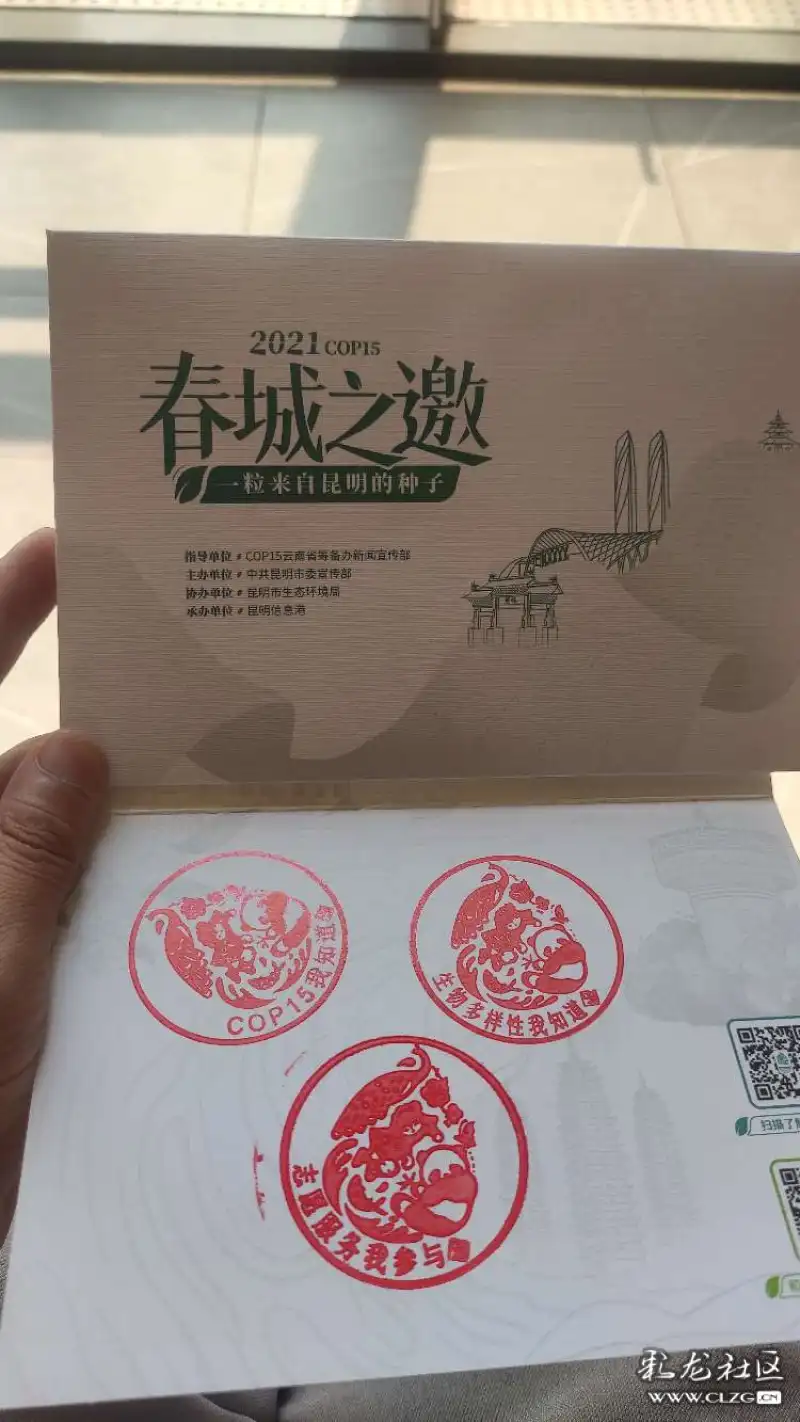 2021 COP15
春城之邀
一粒来自昆明的种子
指导单位 COP15云南省筹备办新闻宣传部
主办单位 中共昆明市委宣传部
协办单位 昆明市生态环境局
承办单位 昆明信息港
COP15我知道
生物多样性我知道
志愿服务我参与
扫描了
彩龙社区
WWW.CLZG.CN